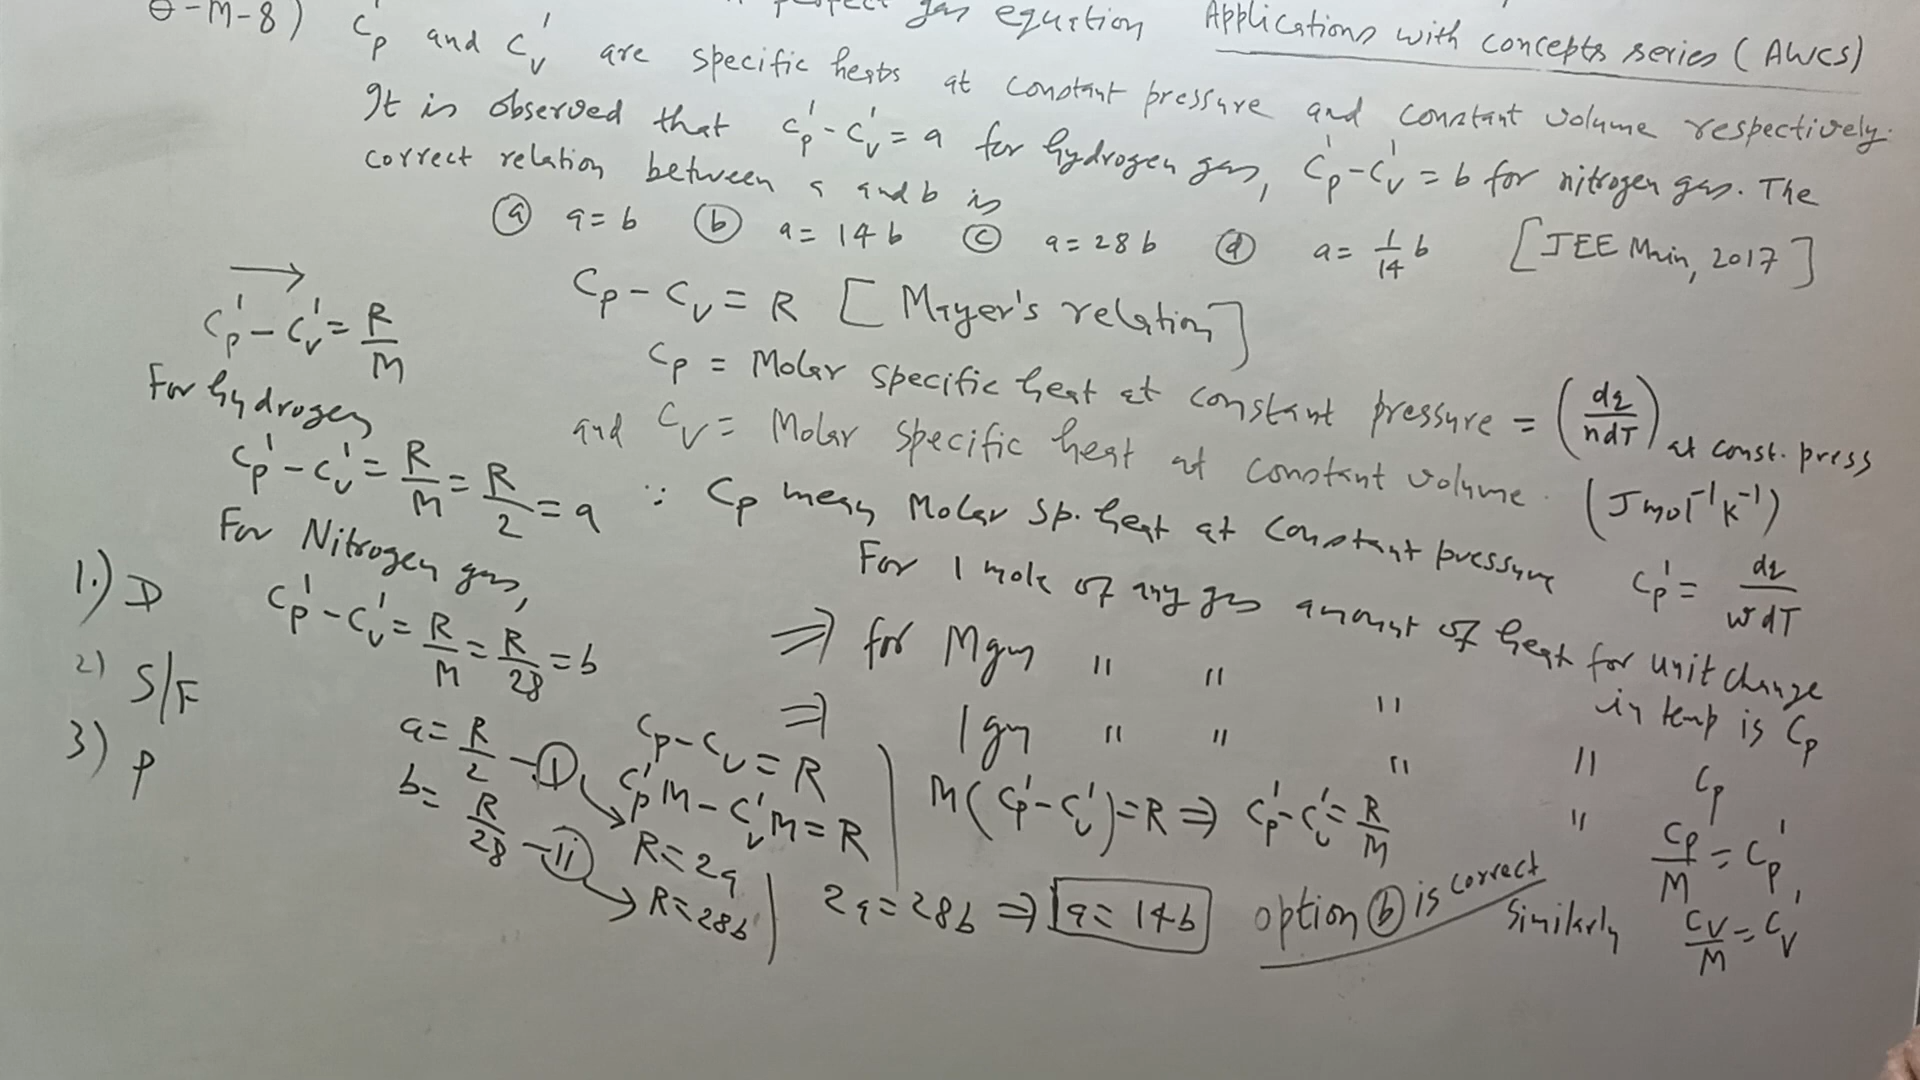 θ-M-8) perfect gas equation Applications with concepts series (AWCS)
Cp' and Cv' are specific heats at constant pressure and constant volume respectively.
It is observed that Cp' - Cv' = a for hydrogen gas, Cp' - Cv' = b for nitrogen gas. The
correct relation between a and b is
(a) a = b (b) a = 14 b (c) a = 28 b (d) a = 1/14 b [JEE Main, 2017]
→
Cp' - Cv' = R/M
For hydrogen
Cp' - Cv' = R/M = R/2 = a
For Nitrogen gas,
Cp' - Cv' = R/M = R/28 = b
1.) D
2) S/F
3) P
a = R/2 - (I)
b = R/28 - (II)
Cp - Cv = R [Mayer's relation]
Cp = Molar specific heat at constant pressure = (dq/ndT) at const. press
and Cv = Molar specific heat at constant volume. (J mol⁻¹ K⁻¹)
∵ Cp means Molar sp. heat at constant pressure Cp' = dq/wdT
For 1 mole of any gas amount of heat for unit change
in temp is Cp
⇒ for M gm " " " " Cp
⇒ 1 gm " " " " Cp/M = Cp',
Similarly Cv/M = Cv'
Cp - Cv = R
Cp'M - Cv'M = R
M(Cp' - Cv') = R ⇒ Cp' - Cv' = R/M
R = 2a
R = 28b
2a = 28b ⇒ a = 14b option (b) is correct